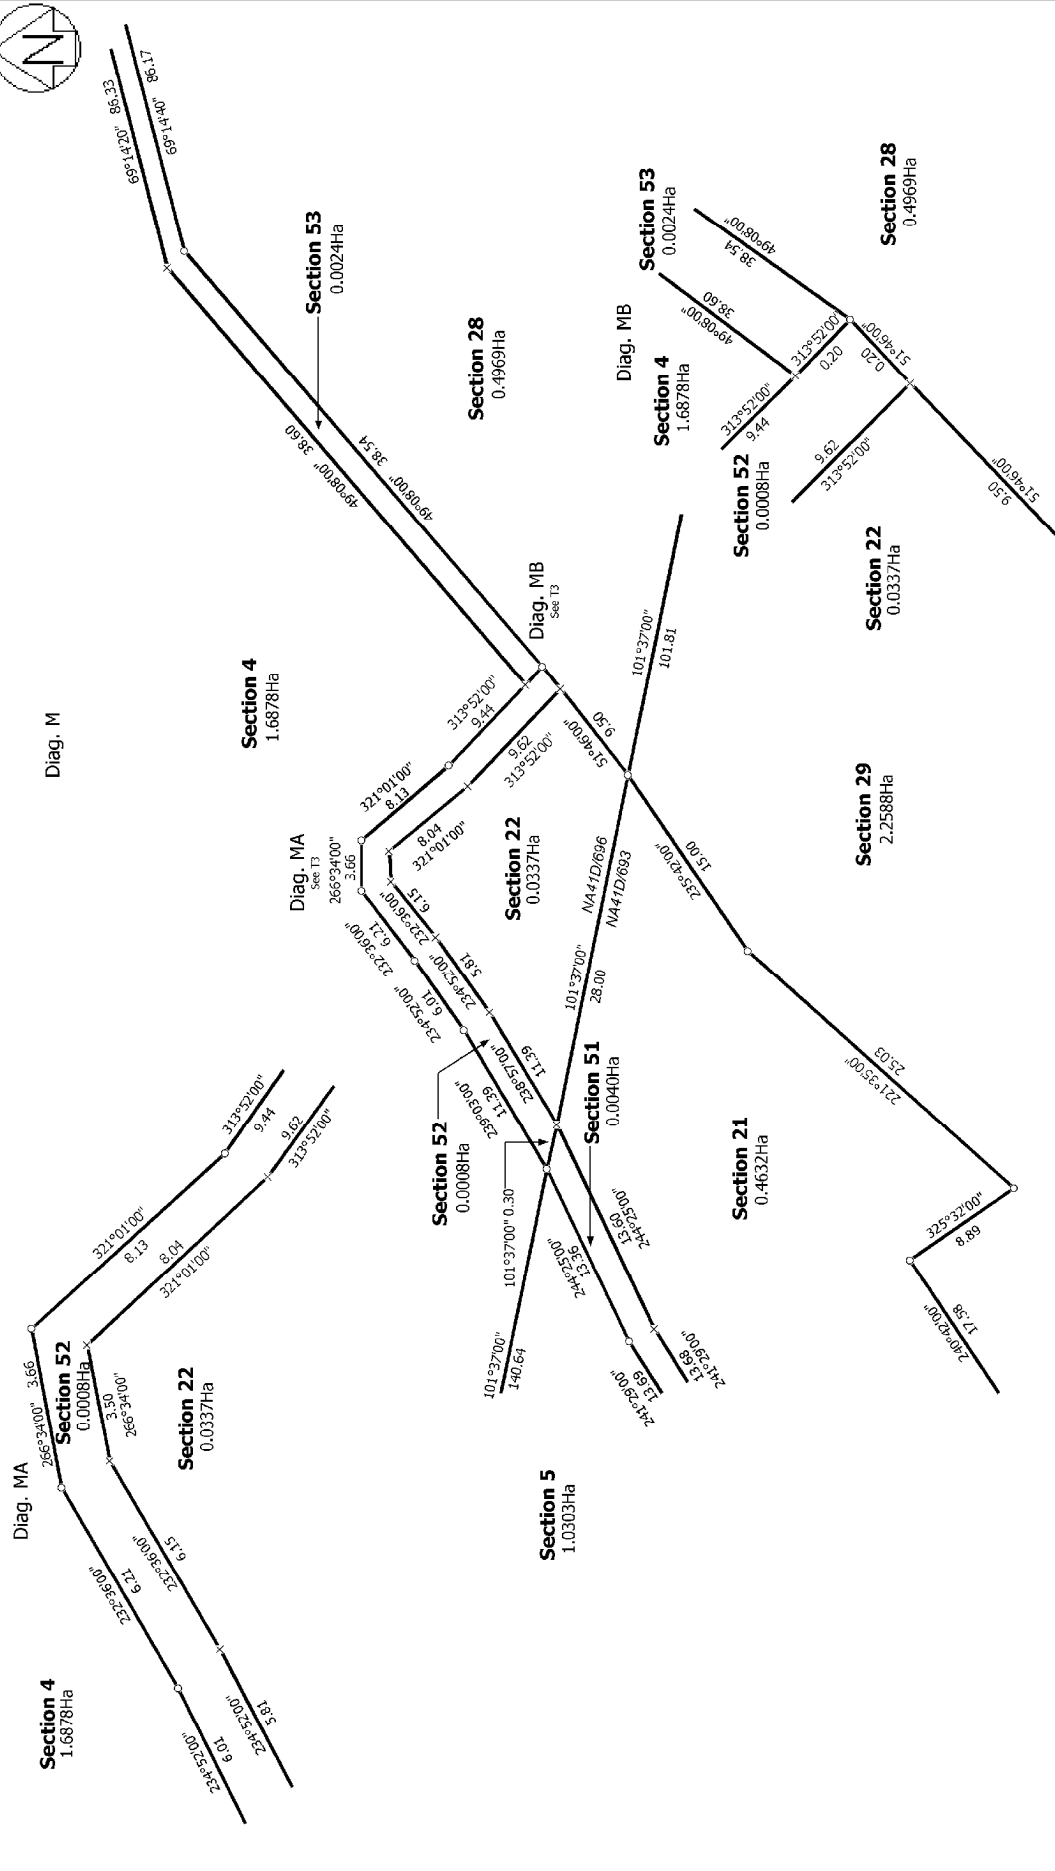 N
Diag. M
69°14'20" 86.33
69°14'40" 86.17
Section 53
0.0024Ha
49°08'00"
38.60
49°08'00"
38.54
Section 28
0.4969Ha
Section 4
1.6878Ha
Diag. MB
See T3
313°52'00"
9.44
9.62
313°52'00"
51°46'00"
9.50
321°01'00"
8.13
8.04
321°01'00"
Diag. MA
See T3
266°34'00"
3.66
232°36'00"
6.21
232°36'00"
6.15
234°52'00"
6.01
234°52'00"
5.81
Section 22
0.0337Ha
101°37'00"
101.81
NA41D/696
NA41D/693
235°42'00"
15.00
Section 29
2.2588Ha
101°37'00"
28.00
239°03'00"
11.39
238°57'00"
11.39
Section 52
0.0008Ha
Section 51
0.0040Ha
101°37'00" 0.30
244°25'00"
13.36
13.60
244°25'00"
241°29'00"
13.69
13.68
241°29'00"
101°37'00"
140.64
221°35'00"
25.03
Section 21
0.4632Ha
325°32'00"
8.89
240°42'00"
17.58
Section 5
1.0303Ha
Diag. MB
Section 53
0.0024Ha
Section 28
0.4969Ha
49°08'00"
38.54
38.60
49°08'00"
Section 4
1.6878Ha
313°52'00"
0.20
313°52'00"
9.44
51°46'00"
0.20
Section 52
0.0008Ha
9.62
313°52'00"
51°46'00"
9.50
Section 22
0.0337Ha
Diag. MA
313°52'00"
9.44
9.62
313°52'00"
321°01'00"
8.13
8.04
321°01'00"
266°34'00" 3.66
Section 52
0.0008Ha
3.50
266°34'00"
Section 22
0.0337Ha
232°36'00"
6.21
232°36'00"
6.15
Section 4
1.6878Ha
234°52'00"
6.01
234°52'00"
5.81